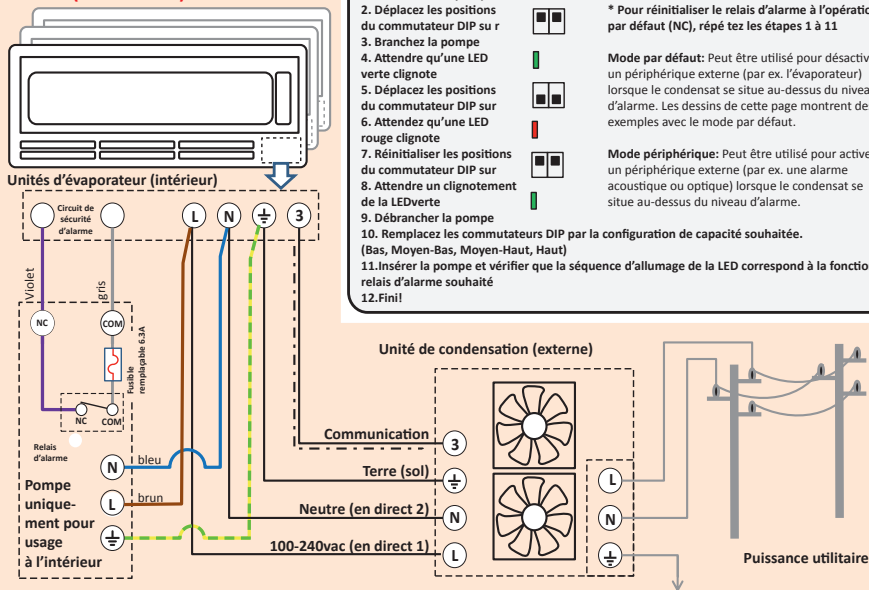 2. Déplacez les positions
du commutateur DIP su r
3. Branchez la pompe
4. Attendre qu'une LED
verte clignote
5. Déplacez les positions
du commutateur DIP sur
6. Attendez qu'une LED
rouge clignote
7. Réinitialiser les positions
du commutateur DIP sur
8. Attendre un clignotement
de la LEDverte
9. Débrancher la pompe
10. Remplacez les commutateurs DIP par la configuration de capacité souhaitée.
(Bas, Moyen-Bas, Moyen-Haut, Haut)
11.Insérer la pompe et vérifier que la séquence d'allumage de la LED correspond à la
relais d'alarme souhaité
12.Fini!
* Pour réinitialiser le relais d'alarme à
par défaut (NC), répé tez les étapes 1 à 11
Mode par défaut: Peut être utilisé pour
un périphérique externe (par ex. l'évaporateur)
lorsque le condensat se situe au-dessus du
d'alarme. Les dessins de cette page montrent
exemples avec le mode par défaut.
Mode périphérique: Peut être utilisé pour
un périphérique externe (par ex. une alarme
acoustique ou optique) lorsque le condensat se
situe au-dessus du niveau d'alarme.
Unités d'évaporateur (intérieur)
Circuit de
sécurité
d'alarme
L
N
3
Violet
gris
NC
COM
Fusible
remplaçable 6.3A
NC
COM
Relais
d'alarme
N
bleu
L
brun
Pompe
unique-
ment pour
usage
à l'intérieur
Unité de condensation (externe)
Communication
3
Terre (sol)
Neutre (en direct 2)
N
100-240vac (en direct 1)
L
L
N
Puissance utilitaire